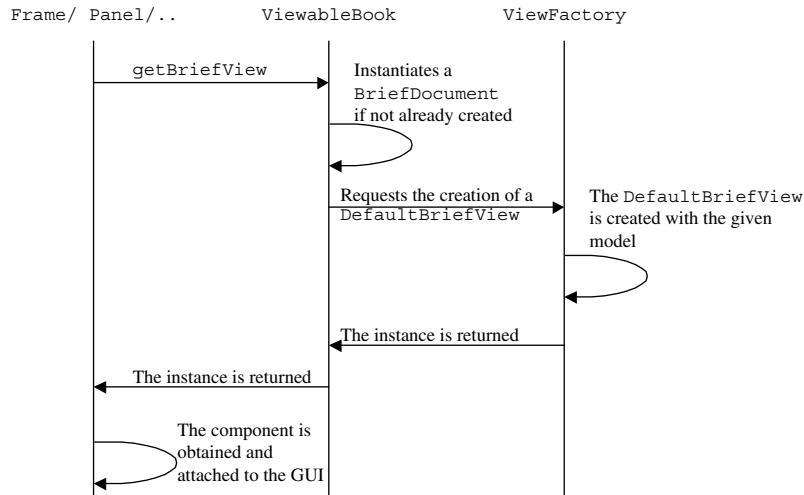 Frame/ Panel/..
ViewableBook
ViewFactory
getBriefView
Instantiates a
BriefDocument
if not already created
Requests the creation of a
DefaultBriefView
The DefaultBriefView
is created with the given
model
The instance is returned
The instance is returned
The component is
obtained and
attached to the GUI